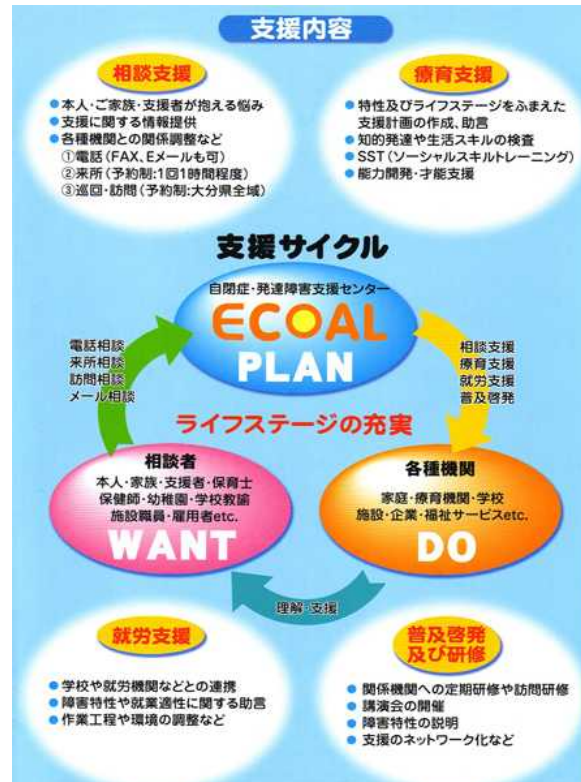 支援内容
相談支援
●本人・ご家族・支援者が抱える悩み
●支援に関する情報提供
●各種機関との関係調整など
①電話(FAX、Eメールも可)
②来所(予約制:1回1時間程度)
③巡回・訪問(予約制:大分県全域)
療育支援
●特性及びライフステージをふまえた
支援計画の作成、助言
●知的発達や生活スキルの検査
●SST(ソーシャルスキルトレーニング)
●能力開発・才能支援
支援サイクル
自閉症・発達障害支援センター
ECOAL
PLAN
電話相談
来所相談
訪問相談
メール相談
相談支援
療育支援
就労支援
普及啓発
ライフステージの充実
相談者
本人・家族・支援者・保育士
保健師・幼稚園・学校教諭
施設職員・雇用者etc.
WANT
各種機関
家庭・療育機関・学校
施設・企業・福祉サービスetc.
DO
理解・支援
就労支援
●学校や就労機関などとの連携
●障害特性や就業適性に関する助言
●作業工程や環境の調整など
普及啓発
及び研修
●関係機関への定期研修や訪問研修
●講演会の開催
●障害特性の説明
●支援のネットワーク化など